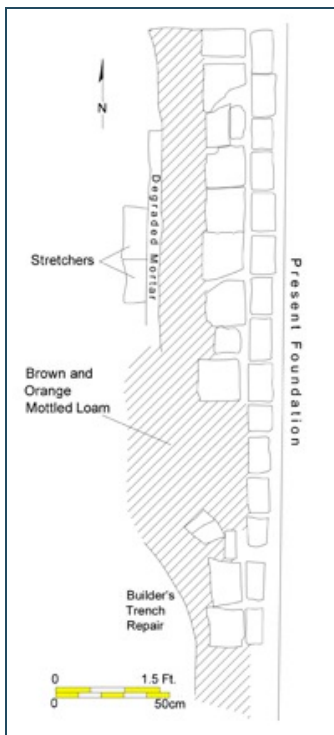 N
Degraded Mortar
Stretchers
Present Foundation
Brown and
Orange
Mottled Loam
Builder's
Trench
Repair
0 1.5 Ft.
0 50cm